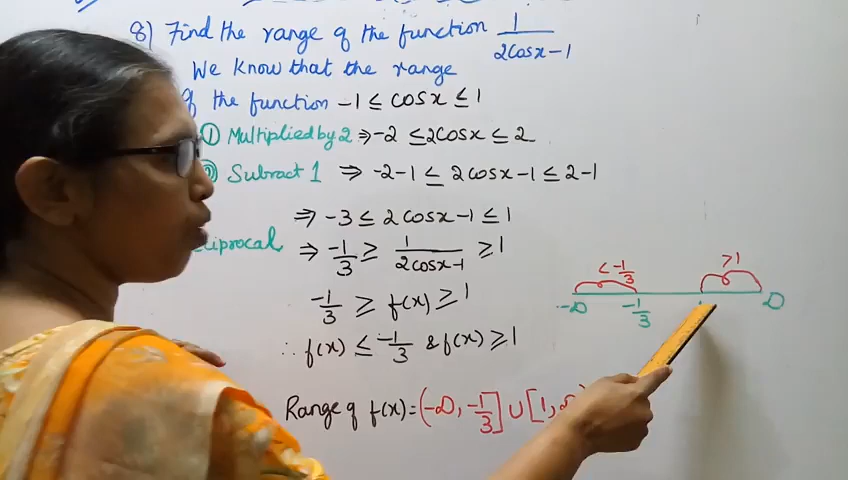 8) Find the range of the function 1/(2cosx-1)
We know that the range
of the function -1 ≤ cosx ≤ 1
① Multiplied by 2 ⇒ -2 ≤ 2cosx ≤ 2
② Subract 1 ⇒ -2-1 ≤ 2cosx-1 ≤ 2-1
⇒ -3 ≤ 2cosx-1 ≤ 1
ciprocal ⇒ -1/3 ≥ 1/(2cosx-1) ≥ 1
-1/3 ≥ f(x) ≥ 1
∴ f(x) ≤ -1/3 & f(x) ≥ 1
Range of f(x) = (-∞, -1/3] ∪ [1, ∞
< -1/3 >1
-∞ -1/3 ∞